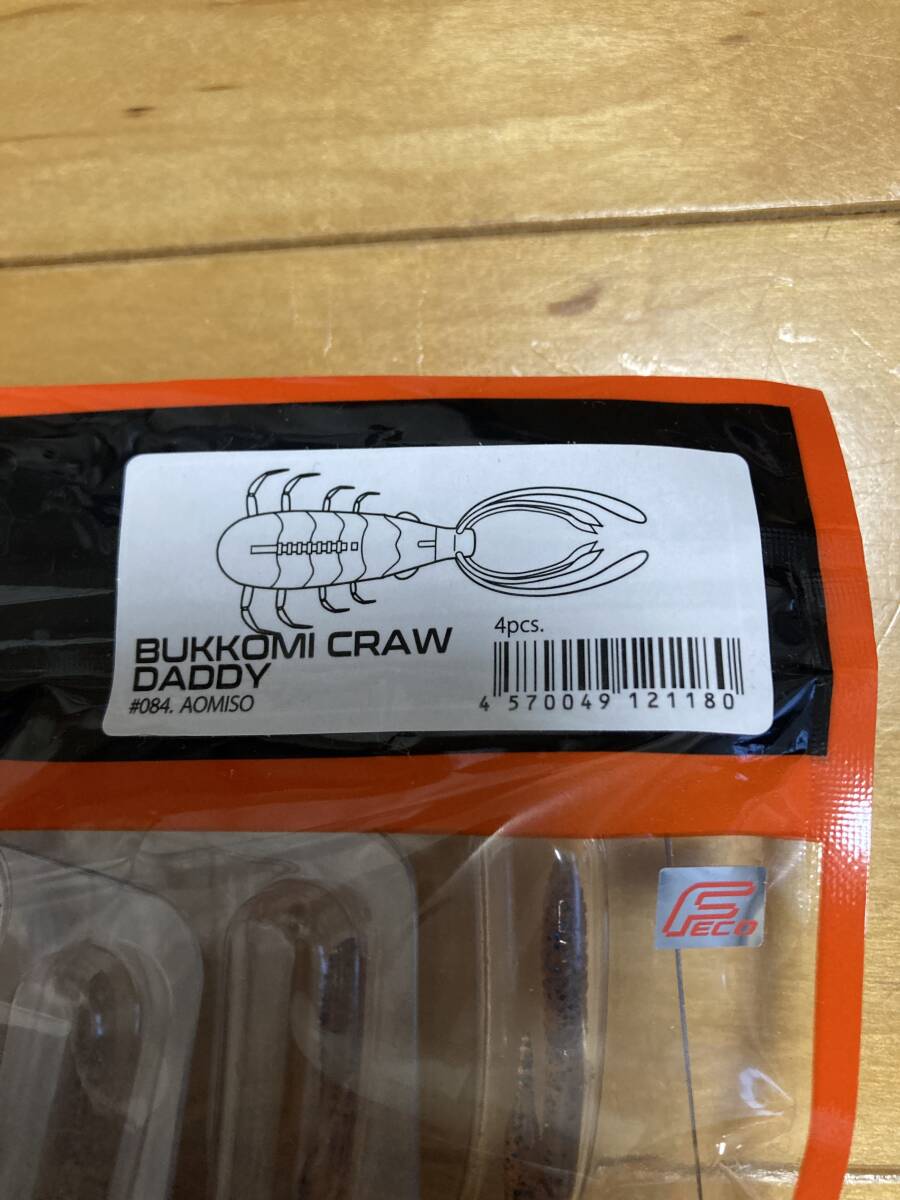 BUKKOMI CRAW
DADDY
#084. AOMISO
4pcs.
4 570049 121180
FECO